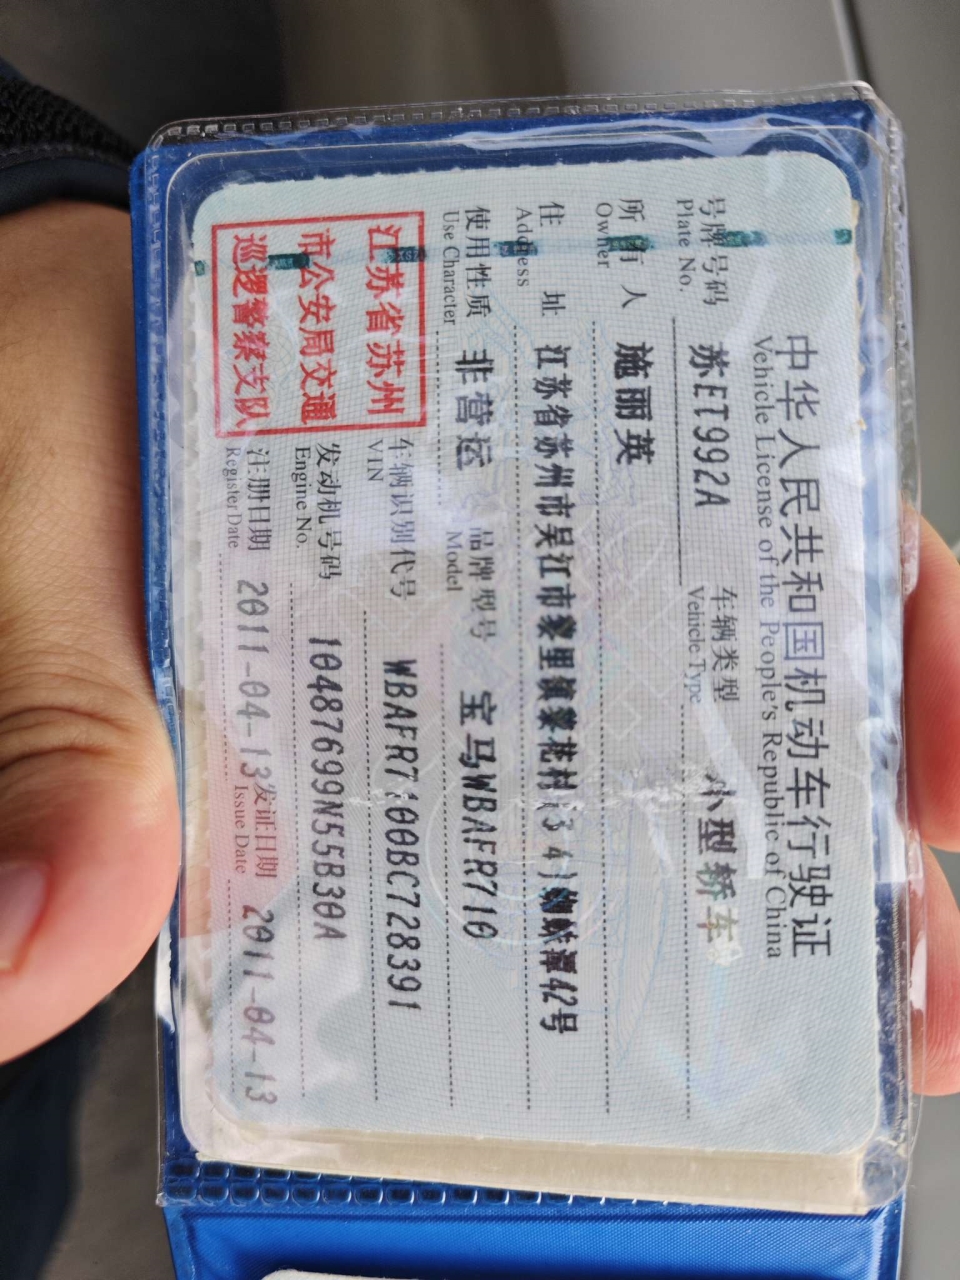 中华人民共和国机动车行驶证
Vehicle License of the People's Republic of China
号牌号码 苏ET992A 车辆类型 小型轿车
Plate No. Vehicle Type
所有人 施丽英
Owner
住址 江苏省苏州市吴江市黎里镇黎花村(34)潭42号
Address
使用性质 非营运 品牌型号 宝马WBAFR710
Use Character Model
江苏省苏州
市公安局交通
巡逻警察支队
车辆识别代号 WBAFR7100BC728391
VIN
发动机号码 10487699N55B30A
Engine No.
注册日期 2011-04-13 发证日期 2011-04-13
Register Date Issue Date